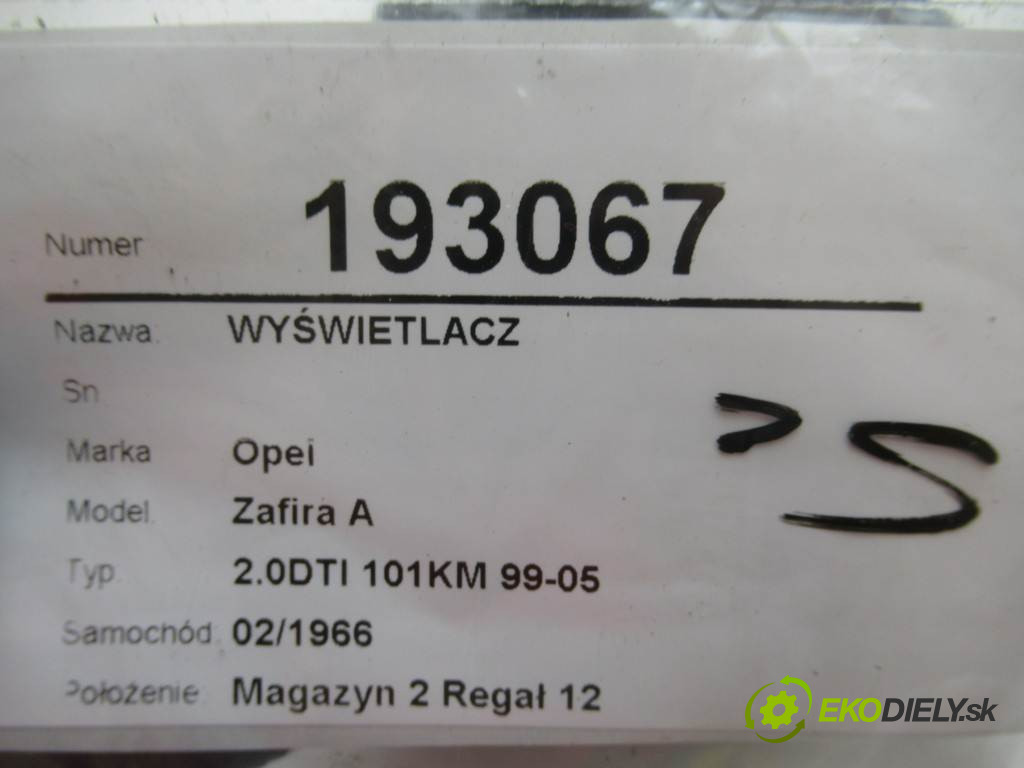 Numer 193067
Nazwa: WYŚWIETLACZ
Sn
Marka Opel
Model. Zafira A
Typ 2.0DTI 101KM 99-05
Samochód: 02/1966
Położenie Magazyn 2 Regał 12
EKODIELY.sk